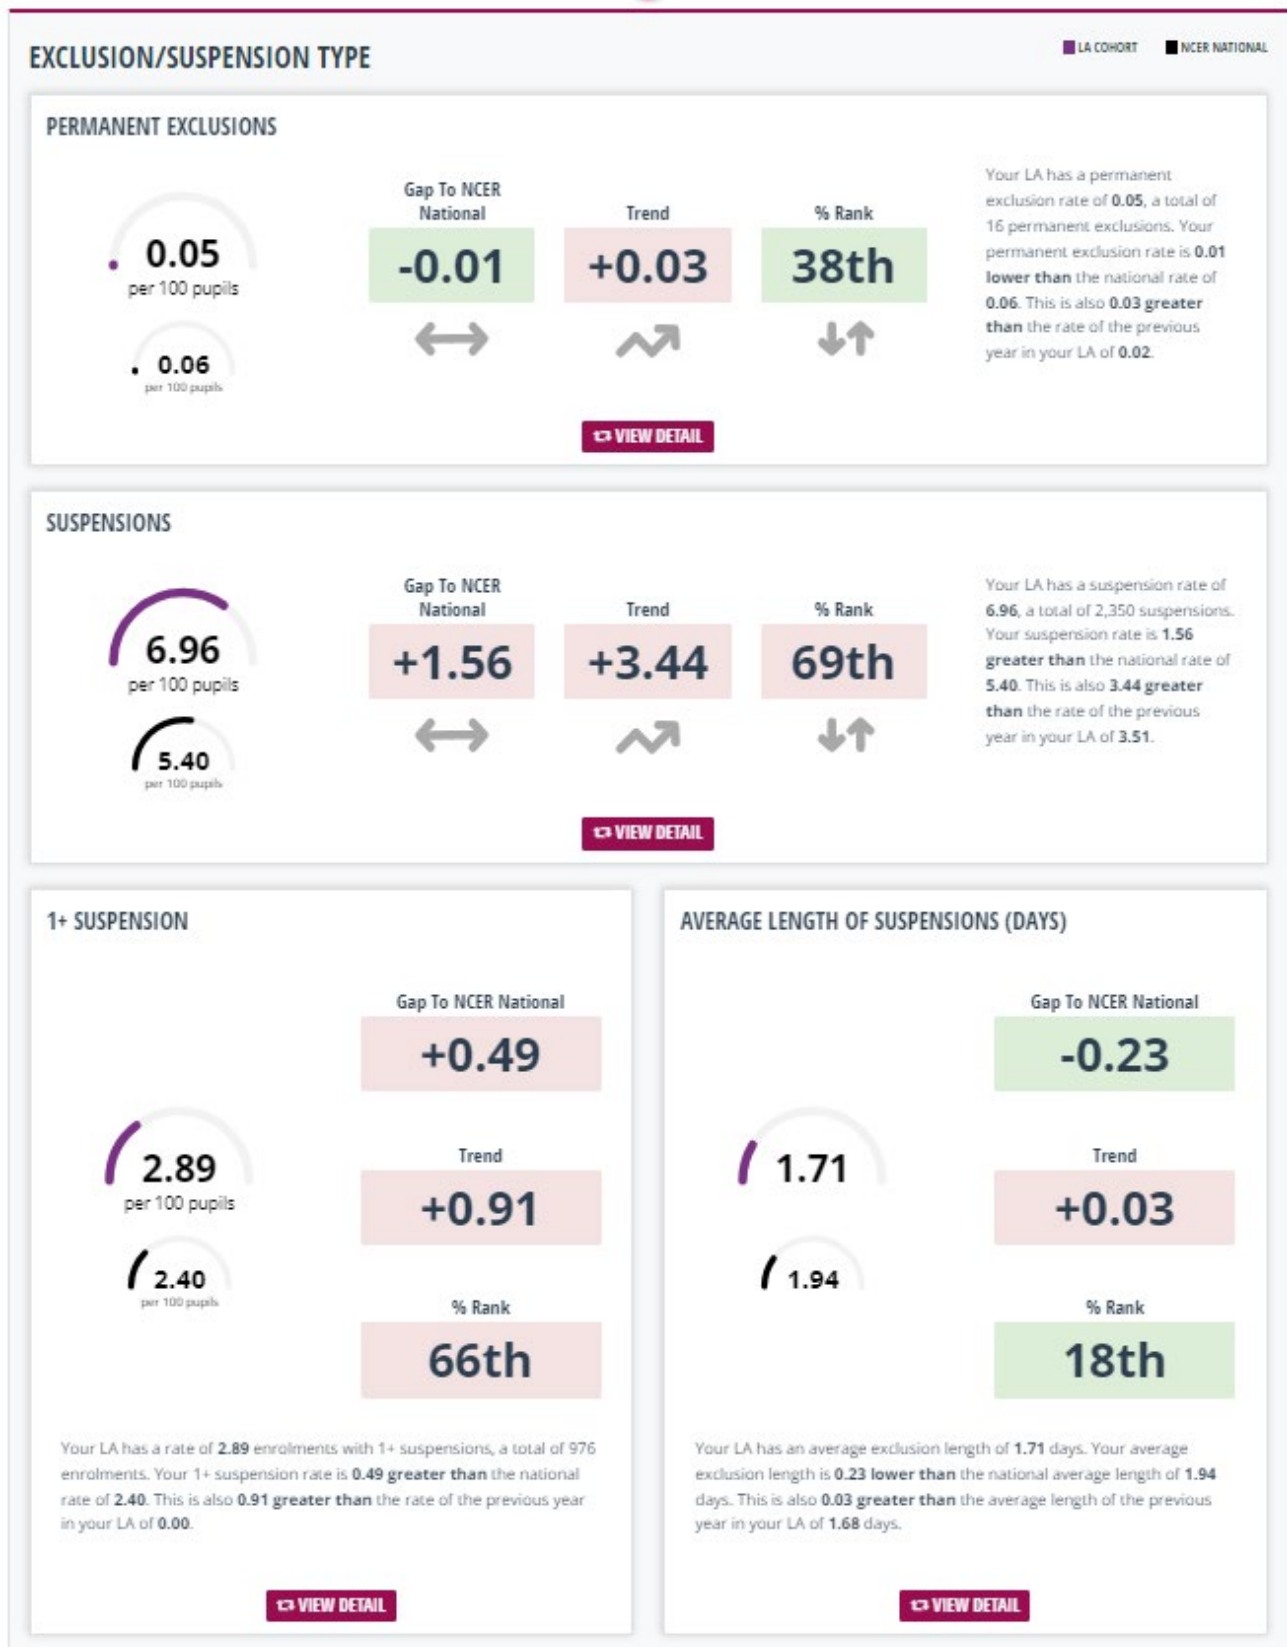 EXCLUSION/SUSPENSION TYPE
LA COHORT NCER NATIONAL
PERMANENT EXCLUSIONS
0.05
per 100 pupils
0.06
per 100 pupils
Gap To NCER
National
-0.01
Trend
+0.03
% Rank
38th
Your LA has a permanent
exclusion rate of 0.05, a total of
16 permanent exclusions. Your
permanent exclusion rate is 0.01
lower than the national rate of
0.06. This is also 0.03 greater
than the rate of the previous
year in your LA of 0.02.
VIEW DETAIL
SUSPENSIONS
6.96
per 100 pupils
5.40
per 100 pupils
Gap To NCER
National
+1.56
Trend
+3.44
% Rank
69th
Your LA has a suspension rate of
6.96, a total of 2,350 suspensions.
Your suspension rate is 1.56
greater than the national rate of
5.40. This is also 3.44 greater
than the rate of the previous
year in your LA of 3.51.
VIEW DETAIL
1+ SUSPENSION
2.89
per 100 pupils
2.40
per 100 pupils
Gap To NCER National
+0.49
Trend
+0.91
% Rank
66th
Your LA has a rate of 2.89 enrolments with 1+ suspensions, a total of 976
enrolments. Your 1+ suspension rate is 0.49 greater than the national
rate of 2.40. This is also 0.91 greater than the rate of the previous year
in your LA of 0.00.
VIEW DETAIL
AVERAGE LENGTH OF SUSPENSIONS (DAYS)
1.71
1.94
Gap To NCER National
-0.23
Trend
+0.03
% Rank
18th
Your LA has an average exclusion length of 1.71 days. Your average
exclusion length is 0.23 lower than the national average length of 1.94
days. This is also 0.03 greater than the average length of the previous
year in your LA of 1.68 days.
VIEW DETAIL